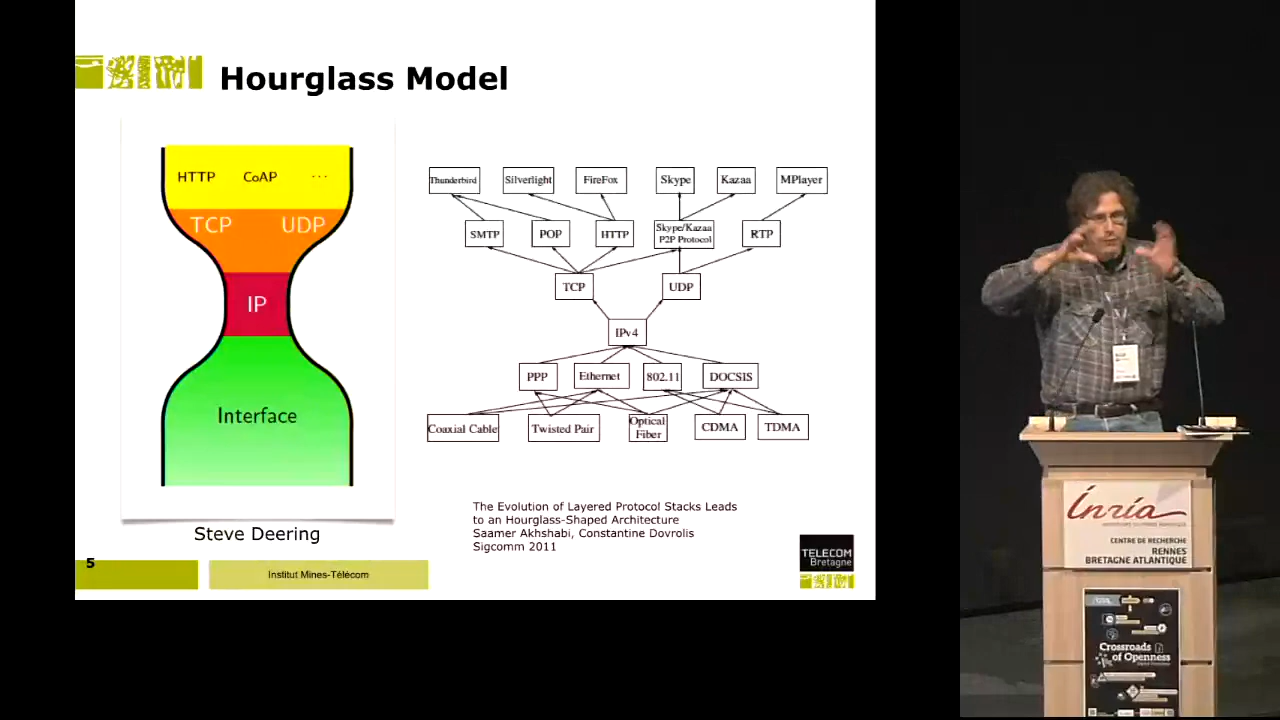 Hourglass Model
HTTP CoAP ...
TCP UDP
IP
Interface
Steve Deering
Thunderbird Silverlight FireFox Skype Kazaa MPlayer
SMTP POP HTTP Skype/Kazaa P2P Protocol RTP
TCP UDP
IPv4
PPP Ethernet 802.11 DOCSIS
Coaxial Cable Twisted Pair Optical Fiber CDMA TDMA
The Evolution of Layered Protocol Stacks Leads
to an Hourglass-Shaped Architecture
Saamer Akhshabi, Constantine Dovrolis
Sigcomm 2011
5
Institut Mines-Télécom
TELECOM
Bretagne
Inría
CENTRE DE RECHERCHE
RENNES
BRETAGNE ATLANTIQUE
Crossroads
of Openness